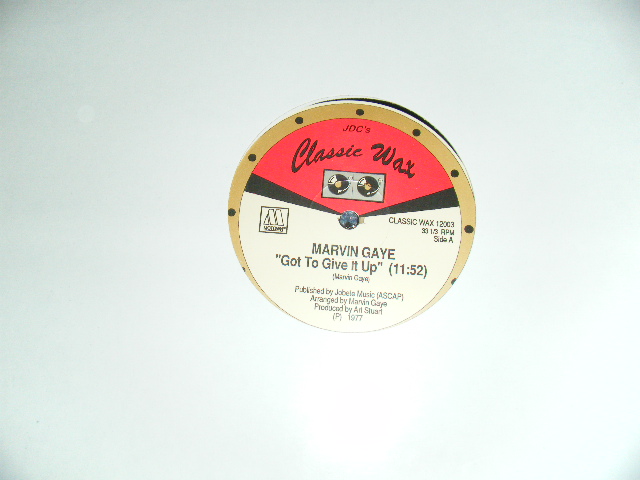 JDC's
Classic Wax
MOTOWN
CLASSIC WAX 12003
33 1/3 RPM
Side A
MARVIN GAYE
"Got To Give It Up" (11:52)
(Marvin Gaye)
Published by Jobete Music (ASCAP)
Arranged by Marvin Gaye
Produced by Art Stuart
(P) 1977